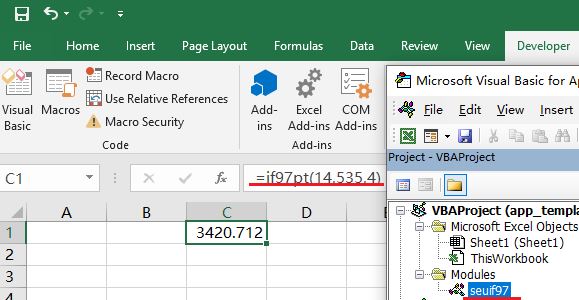 File Home Insert Page Layout Formulas Data Review View Developer
Visual Basic
Macros
Record Macro
Use Relative References
Macro Security
Code
Add-ins
Excel Add-ins
COM Add-ins
Add-ins
Microsoft Visual Basic for Ap
File Edit View Insert
Project - VBAProject
C1 fx =if97pt(14,535,4)
A B C D
1 3420.712
2
3
4
5
VBAProject (app_templa
Microsoft Excel Objects
Sheet1 (Sheet1)
ThisWorkbook
Modules
seuif97